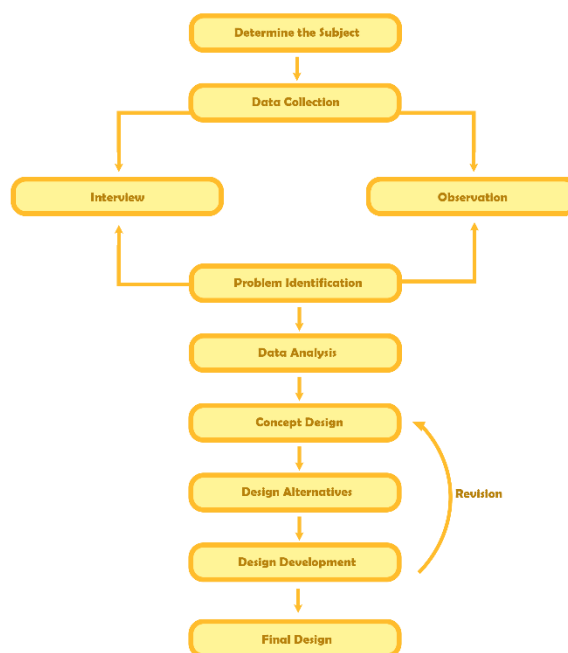 Determine the Subject
Data Collection
Interview
Observation
Problem Identification
Data Analysis
Concept Design
Design Alternatives
Revision
Design Development
Final Design